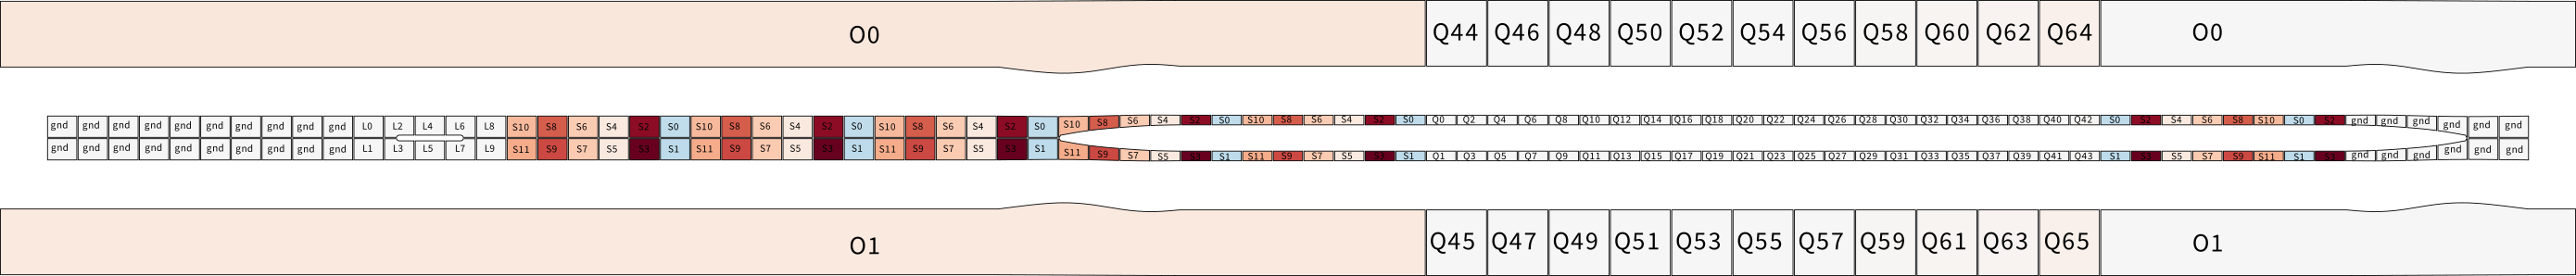 O0 Q44 Q46 Q48 Q50 Q52 Q54 Q56 Q58 Q60 Q62 Q64 O0
gnd gnd gnd gnd gnd gnd gnd gnd gnd gnd L0 L2 L4 L6 L8 S10 S8 S6 S4 S2 S0 S10 S8 S6 S4 S2 S0 S10 S8 S6 S4 S2 S0 S10 S8 S6 S4 S2 S0 S10 S8 S6 S4 S2 S0 Q0 Q2 Q4 Q6 Q8 Q10 Q12 Q14 Q16 Q18 Q20 Q22 Q24 Q26 Q28 Q30 Q32 Q34 Q36 Q38 Q40 Q42 S0 S2 S4 S6 S8 S10 S0 S2 gnd gnd gnd gnd gnd gnd
gnd gnd gnd gnd gnd gnd gnd gnd gnd gnd L1 L3 L5 L7 L9 S11 S9 S7 S5 S3 S1 S11 S9 S7 S5 S3 S1 S11 S9 S7 S5 S3 S1 S11 S9 S7 S5 S3 S1 S11 S9 S7 S5 S3 S1 Q1 Q3 Q5 Q7 Q9 Q11 Q13 Q15 Q17 Q19 Q21 Q23 Q25 Q27 Q29 Q31 Q33 Q35 Q37 Q39 Q41 Q43 S1 S3 S5 S7 S9 S11 S1 S3 gnd gnd gnd gnd gnd gnd
O1 Q45 Q47 Q49 Q51 Q53 Q55 Q57 Q59 Q61 Q63 Q65 O1